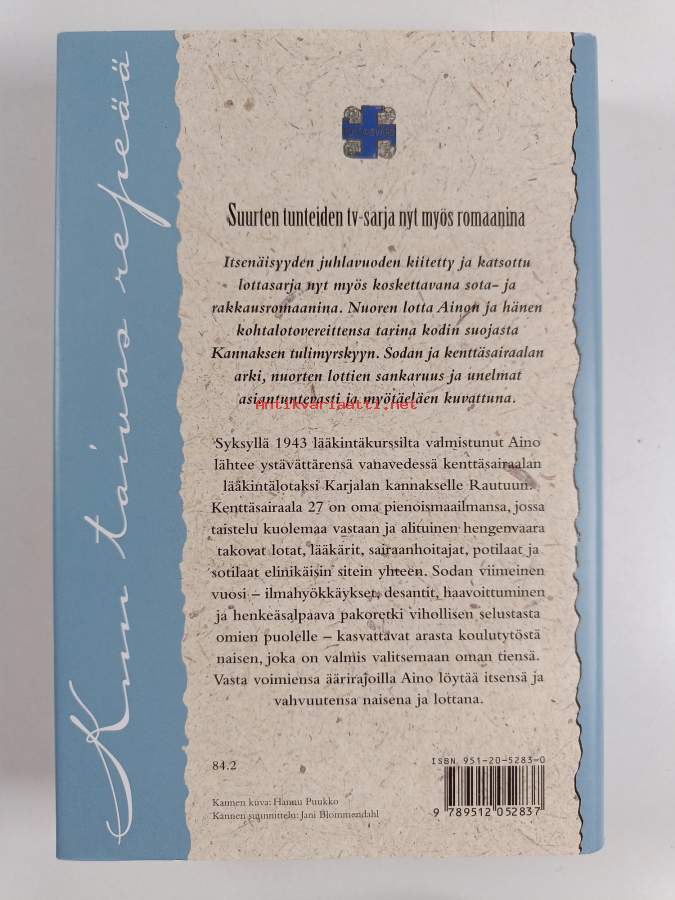 Kun taivas repeää
LOTTA SVÄRD
Suurten tunteiden tv-sarja nyt myös romaanina
Itsenäisyyden juhlavuoden kiitetty ja katsottu
lottasarja nyt myös koskettavana sota- ja
rakkausromaanina. Nuoren lotta Ainon ja hänen
kohtalotovereittensa tarina kodin suojasta
Kannaksen tulimyrskyyn. Sodan ja kenttäsairaalan
arki, nuorten lottien sankaruus ja unelmat
asiantuntevasti ja myötäeläen kuvattuna.
Antikvariaatti.net
Syksyllä 1943 lääkintäkurssilta valmistunut Aino
lähtee ystävättärensä vanavedessä kenttäsairaalan
lääkintälotaksi Karjalan kannakselle Rautuun.
Kenttäsairaala 27 on oma pienoismaailmansa, jossa
taistelu kuolemaa vastaan ja alituinen hengenvaara
takovat lotat, lääkärit, sairaanhoitajat, potilaat ja
sotilaat elinikäisin sitein yhteen. Sodan viimeinen
vuosi – ilmahyökkäykset, desantit, haavoittuminen
ja henkeäsalpaava pakoretki vihollisen selustasta
omien puolelle – kasvattavat arasta koulutytöstä
naisen, joka on valmis valitsemaan oman tiensä.
Vasta voimiensa äärirajoilla Aino löytää itsensä ja
vahvuutensa naisena ja lottana.
84.2
ISBN 951-20-5283-0
Kannen kuva: Hannu Puukko
Kannen suunnittelu: Jani Blommendahl
9 789512 052837